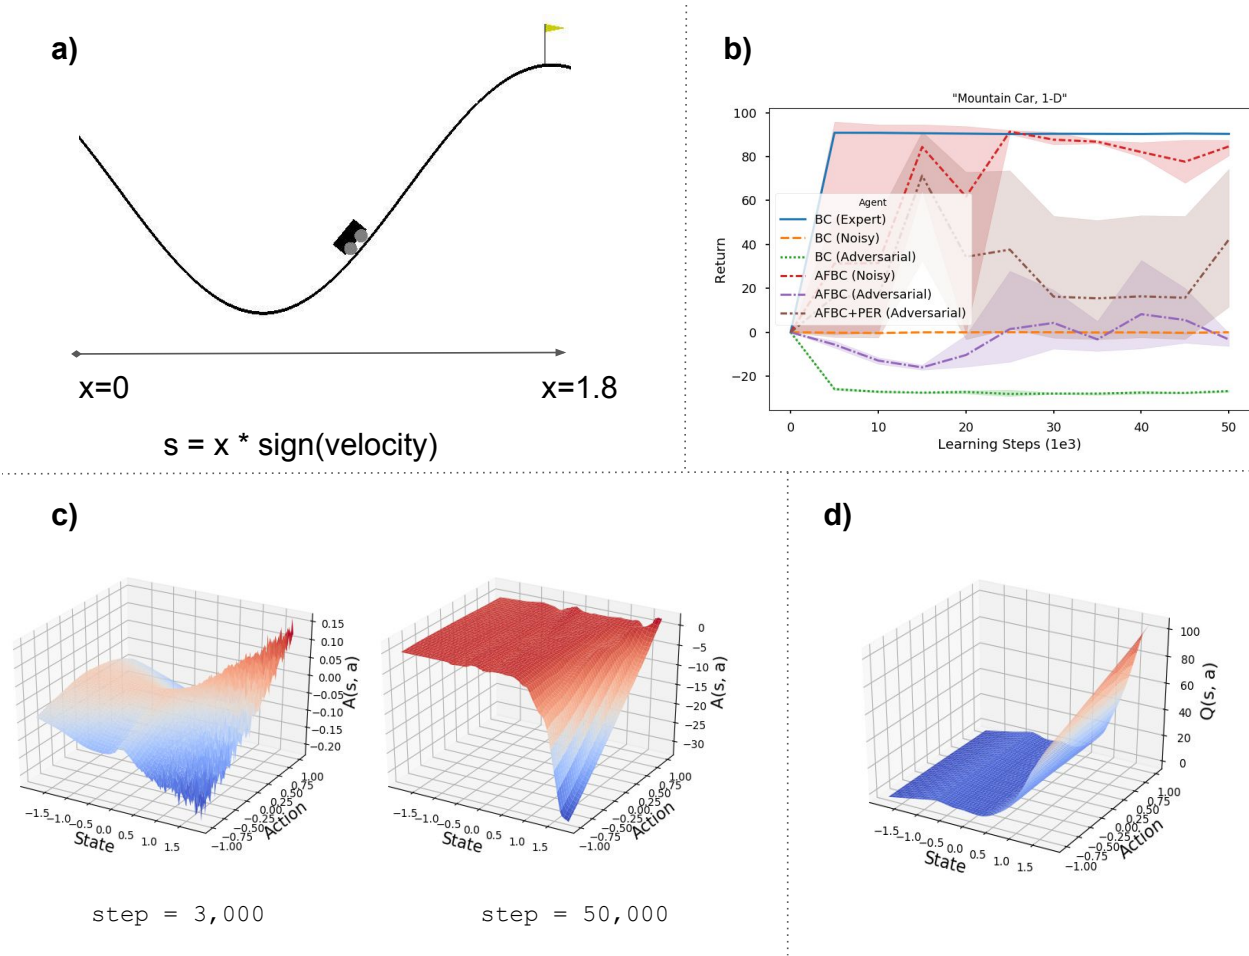 a)
x=0
x=1.8
s = x * sign(velocity)
b)
"Mountain Car, 1-D"
100
80
60
40
20
0
−20
Return
Agent
BC (Expert)
BC (Noisy)
BC (Adversarial)
AFBC (Noisy)
AFBC (Adversarial)
AFBC+PER (Adversarial)
0
10
20
30
40
50
Learning Steps (1e3)
c)
0.15
0.10
0.05
0.00
−0.05
−0.10
−0.15
−0.20
A(s, a)
−1.5
−1.0
−0.5
0.0
0.5
1.0
1.5
State
−1.00
−0.75
−0.50
−0.25
0.00
0.25
0.50
0.75
1.00
Action
step = 3,000
0
−5
−10
−15
−20
−25
−30
A(s, a)
−1.5
−1.0
−0.5
0.0
0.5
1.0
1.5
State
−1.00
−0.75
−0.50
−0.25
0.00
0.25
0.50
0.75
1.00
Action
step = 50,000
d)
100
80
60
40
20
0
Q(s, a)
−1.5
−1.0
−0.5
0.0
0.5
1.0
1.5
State
−1.00
−0.75
−0.50
−0.25
0.00
0.25
0.50
0.75
1.00
Action